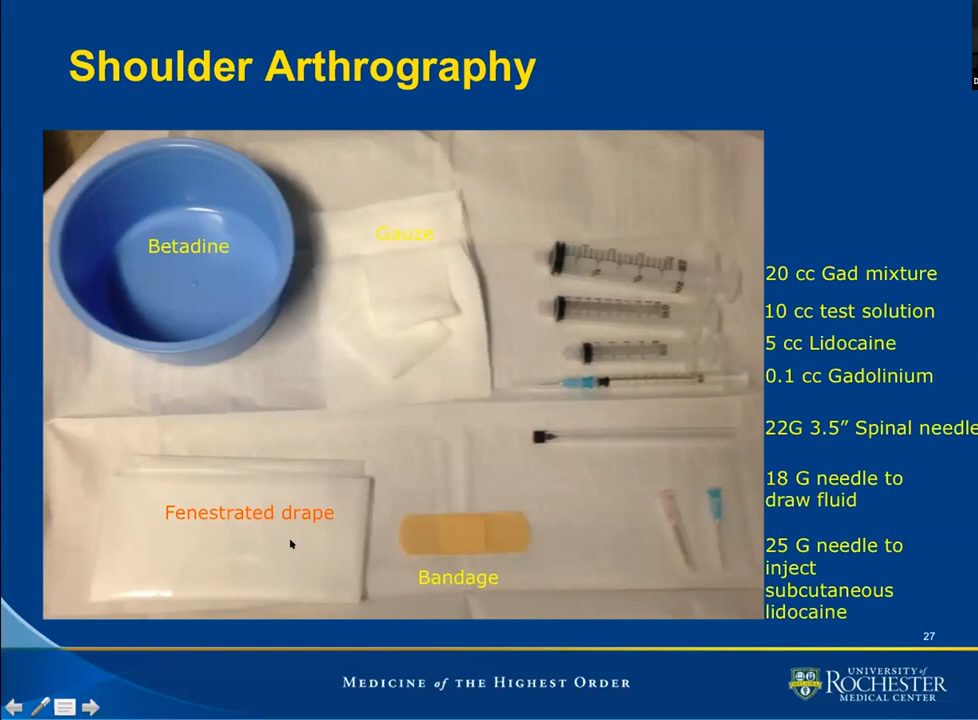 Shoulder Arthrography
Betadine
Gauze
20 cc Gad mixture
10 cc test solution
5 cc Lidocaine
0.1 cc Gadolinium
22G 3.5” Spinal needle
18 G needle to
draw fluid
Fenestrated drape
Bandage
25 G needle to
inject
subcutaneous
lidocaine
27
MEDICINE of THE HIGHEST ORDER
UNIVERSITY of
ROCHESTER
MEDICAL CENTER